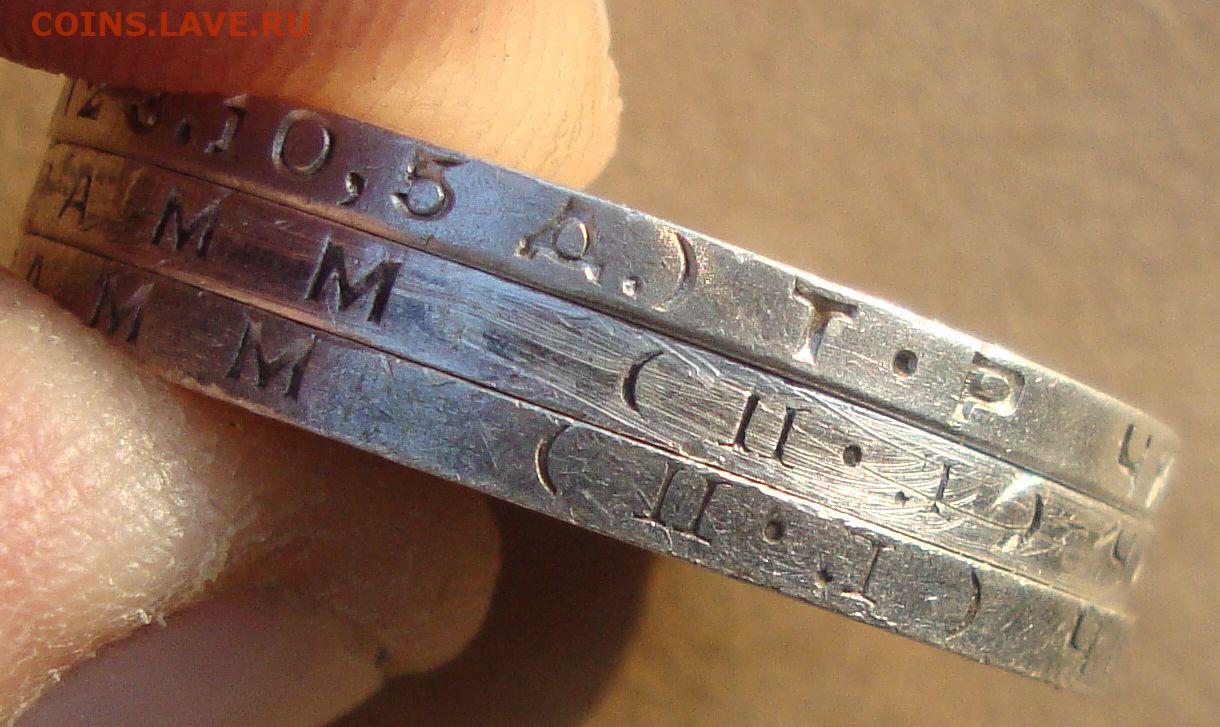 COINS.LAVE.RU
10,5 Д.) Т. Р Ч
А М М (П. .I) Ч
М М (П. .I) Ч